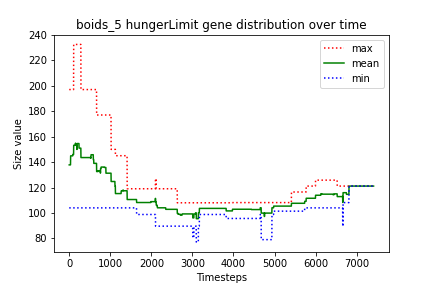 boids_5 hungerLimit gene distribution over time
max
mean
min
Size value
240
220
200
180
160
140
120
100
80
0 1000 2000 3000 4000 5000 6000 7000
Timesteps